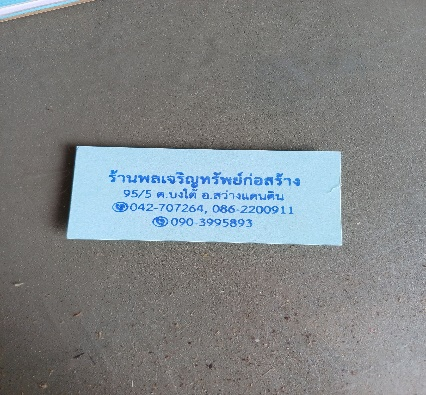 ร้านพลเจริญทรัพย์ก่อสร้าง
95/5 ต.บงใต้ อ.สว่างแดนดิน
042-707264, 086-2200911
090-3995893